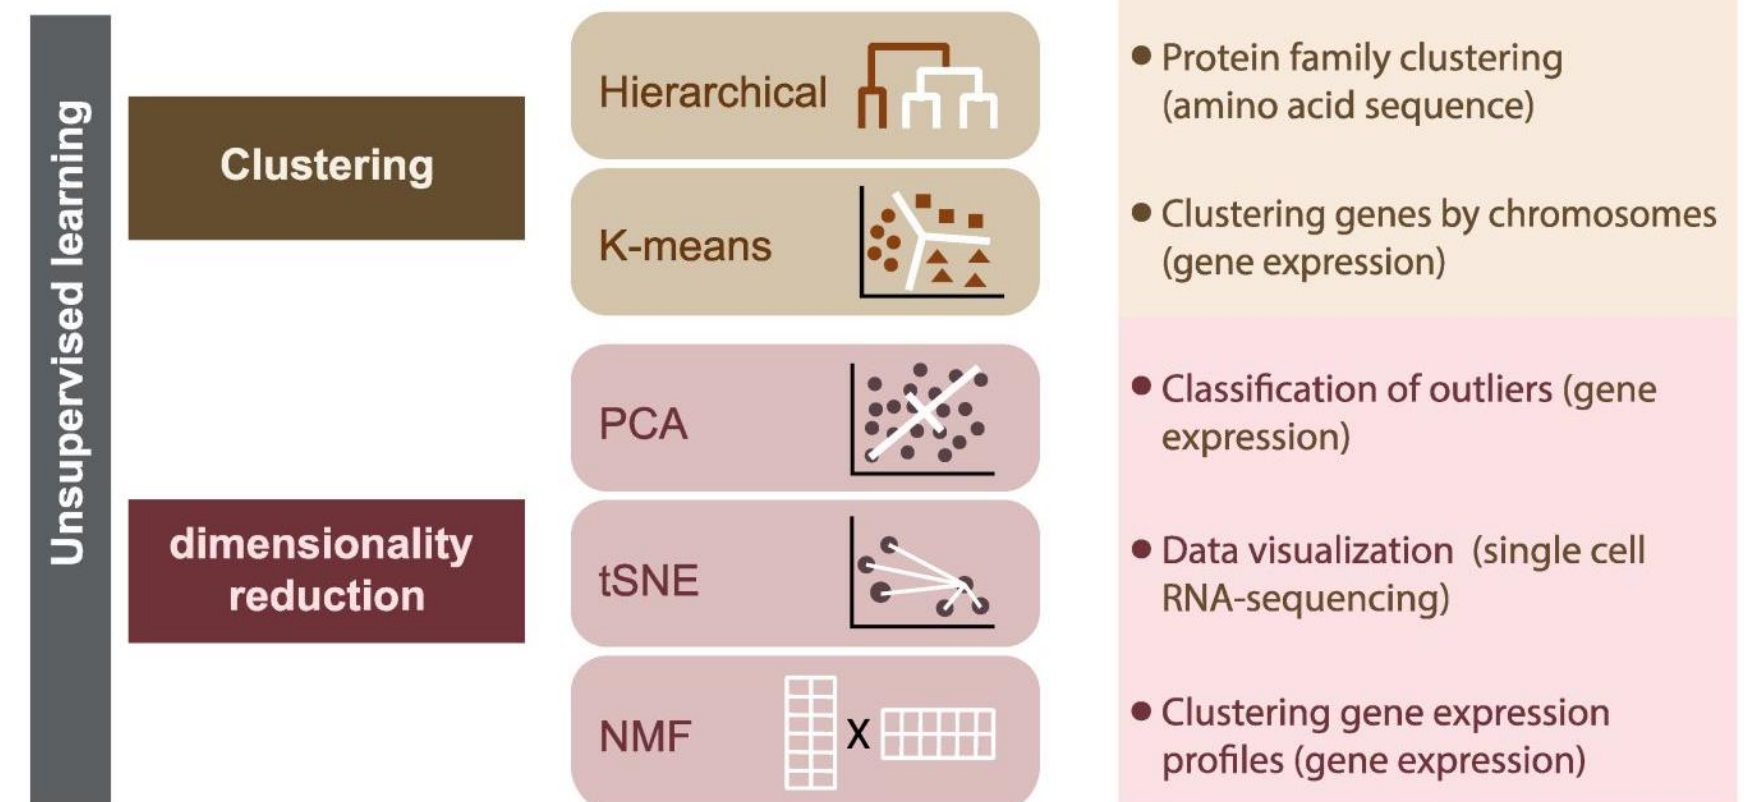 Unsupervised learning
Clustering
Hierarchical
● Protein family clustering
(amino acid sequence)
K-means
● Clustering genes by chromosomes
(gene expression)
dimensionality
reduction
PCA
● Classification of outliers (gene
expression)
tSNE
● Data visualization (single cell
RNA-sequencing)
NMF
X
● Clustering gene expression
profiles (gene expression)